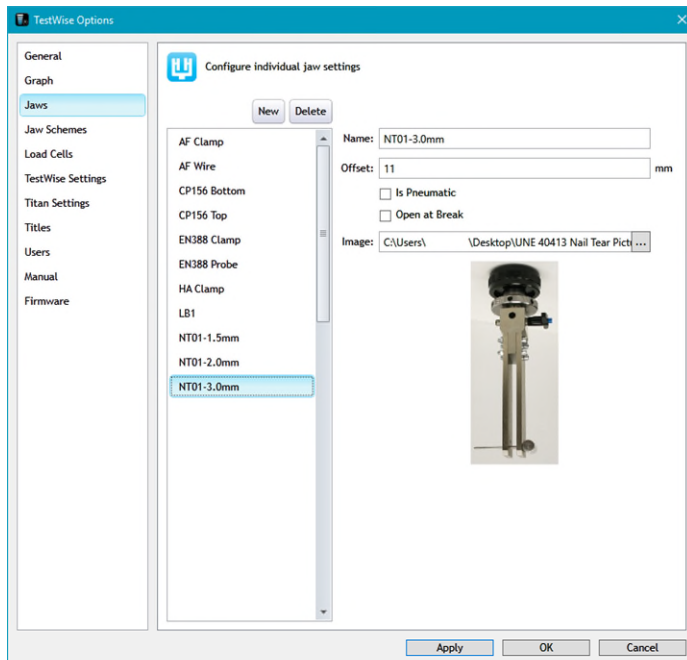 TestWise Options
General
Graph
Jaws
Jaw Schemes
Load Cells
TestWise Settings
Titan Settings
Titles
Users
Manual
Firmware
Configure individual jaw settings
New Delete
AF Clamp
AF Wire
CP156 Bottom
CP156 Top
EN388 Clamp
EN388 Probe
HA Clamp
LB1
NT01-1.5mm
NT01-2.0mm
NT01-3.0mm
Name: NT01-3.0mm
Offset: 11 mm
Is Pneumatic
Open at Break
Image: C:\Users\ \Desktop\UNE 40413 Nail Tear Pict ...
Apply OK Cancel